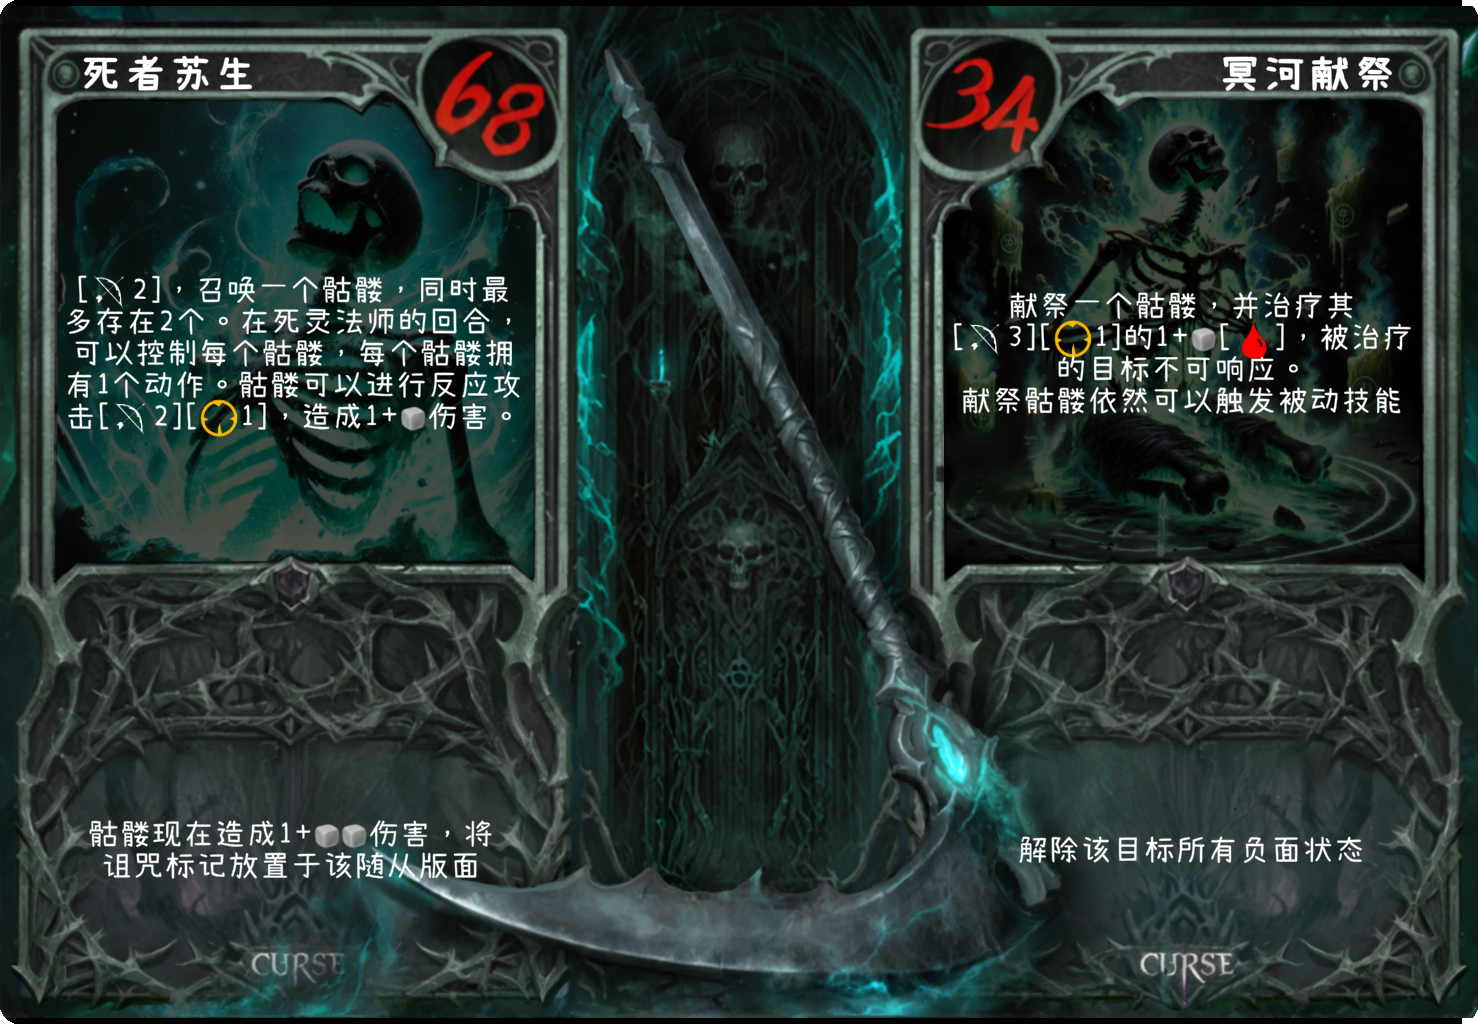 死者苏生
68
[2]，召唤一个骷髅，同时最
多存在2个。在死灵法师的回合，
可以控制每个骷髅，每个骷髅拥
有1个动作。骷髅可以进行反应攻
击[2][1]，造成1+伤害。
骷髅现在造成1+伤害，将
诅咒标记放置于该随从版面
CURSE
34
冥河献祭
献祭一个骷髅，并治疗其
[3][1]的1+[]，被治疗
的目标不可响应。
献祭骷髅依然可以触发被动技能
解除该目标所有负面状态
CURSE